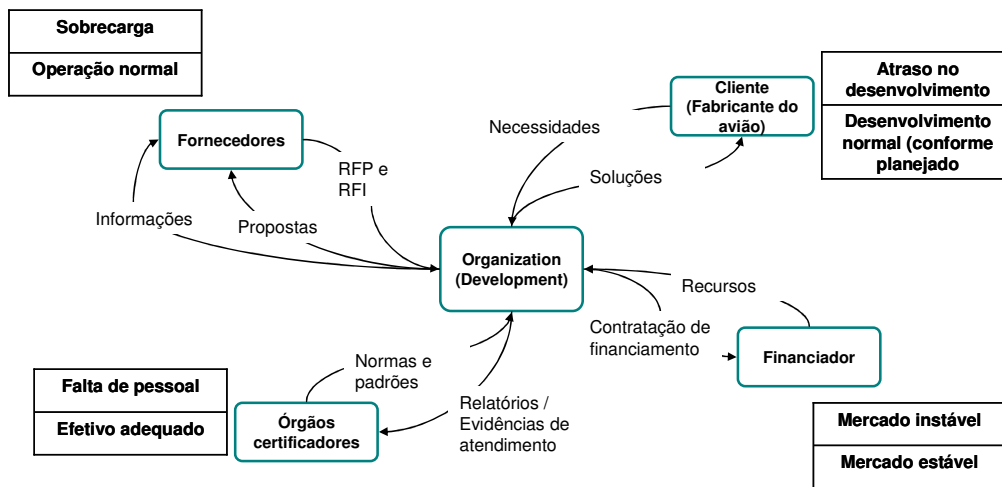 Sobrecarga
Operação normal
Cliente
(Fabricante do
avião)
Atraso no
desenvolvimento
Desenvolvimento
normal (conforme
planejado
Fornecedores
Necessidades
RFP e
RFI
Soluções
Informações
Propostas
Organization
(Development)
Recursos
Contratação de
financiamento
Financiador
Normas e
padrões
Falta de pessoal
Efetivo adequado
Órgãos
certificadores
Relatórios /
Evidências de
atendimento
Mercado instável
Mercado estável